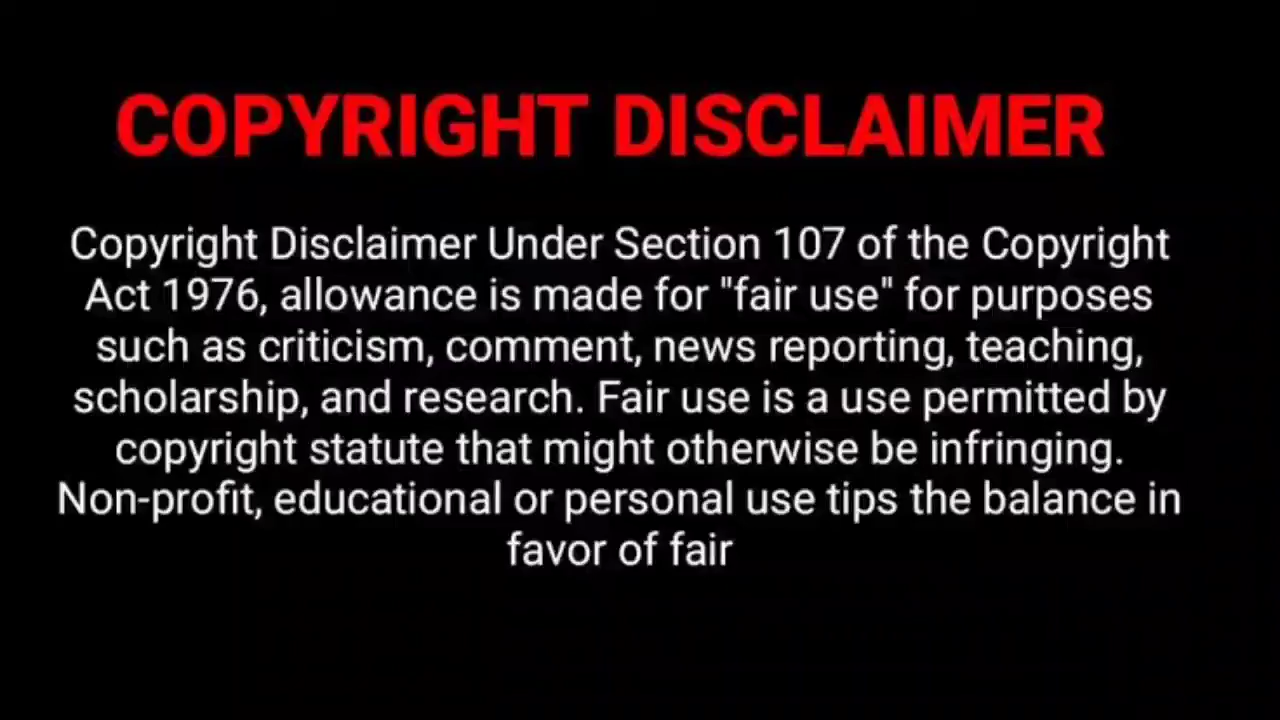 COPYRIGHT DISCLAIMER
Copyright Disclaimer Under Section 107 of the Copyright
Act 1976, allowance is made for "fair use" for purposes
such as criticism, comment, news reporting, teaching,
scholarship, and research. Fair use is a use permitted by
copyright statute that might otherwise be infringing.
Non-profit, educational or personal use tips the balance in
favor of fair